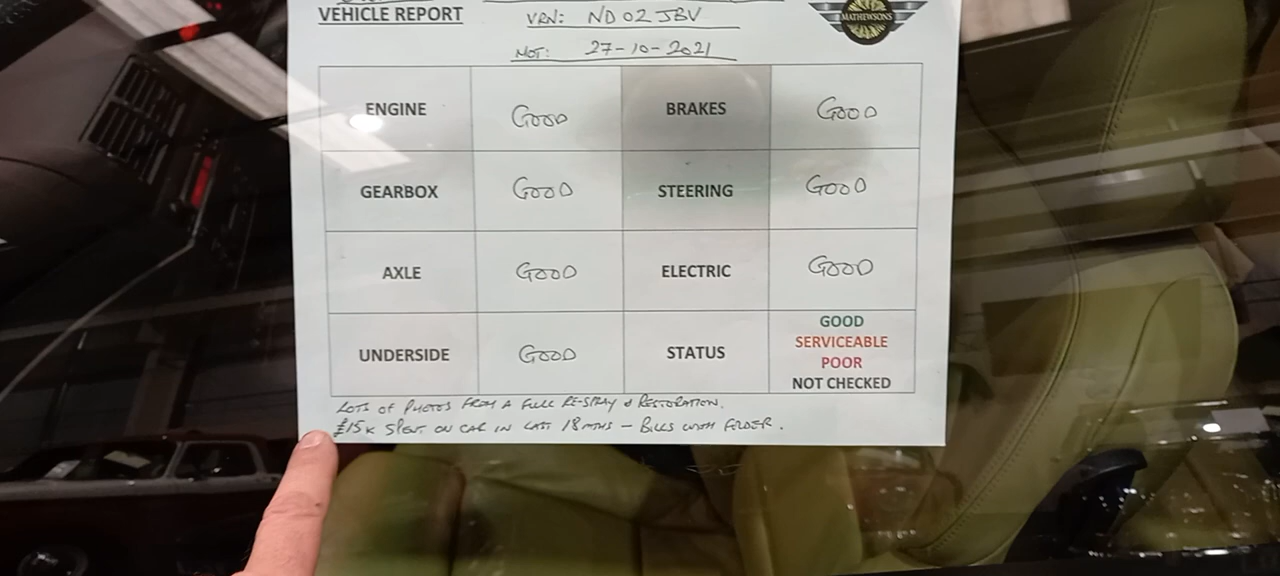 VEHICLE REPORT
VRN: ND02 JBV
MOT: 27-10-2021
MATHEWSONS
ENGINE GOOD BRAKES GOOD
GEARBOX GOOD STEERING GOOD
AXLE GOOD ELECTRIC GOOD
UNDERSIDE GOOD STATUS
GOOD
SERVICEABLE
POOR
NOT CHECKED
LOTS OF PHOTOS FROM A FULL RE-SPRAY & RESTORATION.
£15K SPENT ON CAR IN LAST 18 MTHS - BILLS WITH FOLDER.